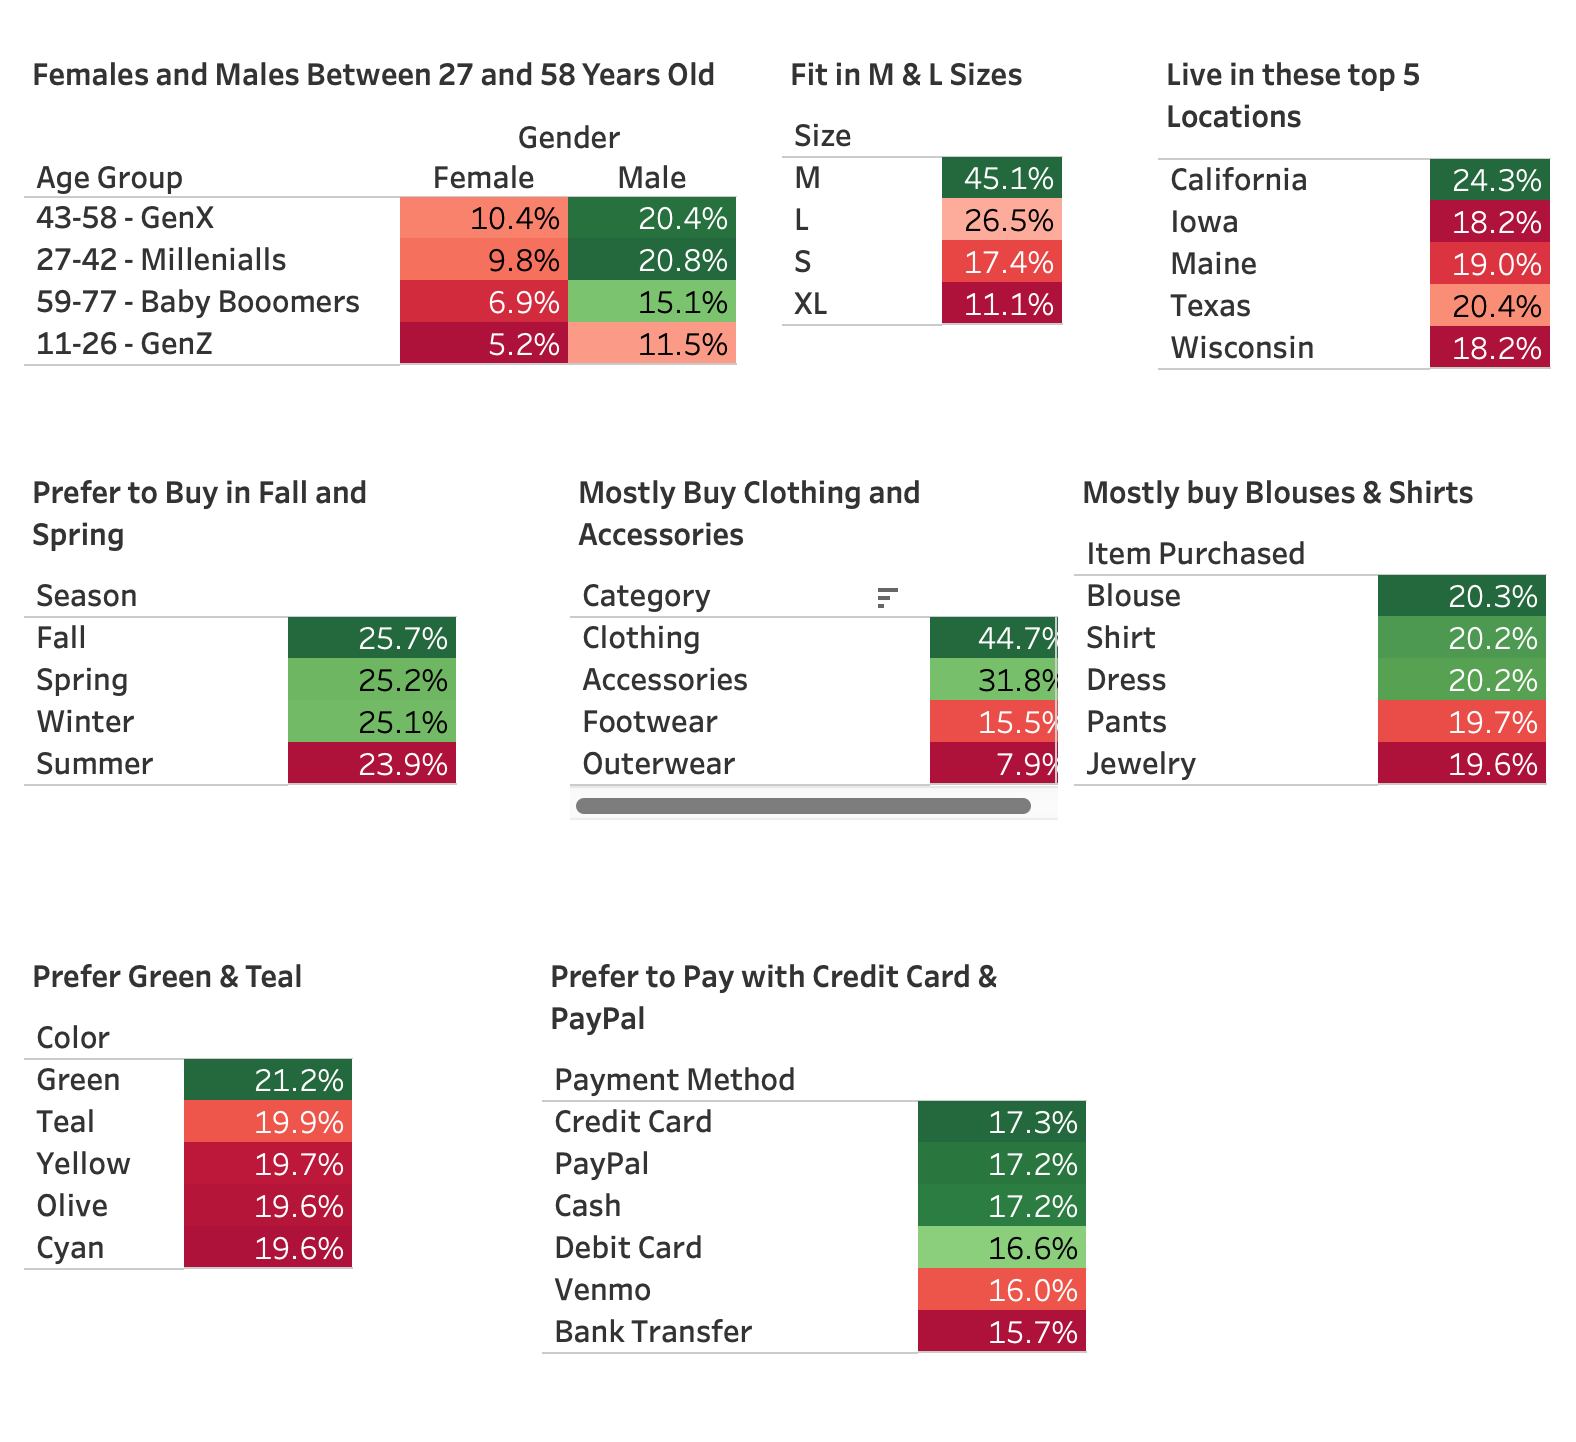 Females and Males Between 27 and 58 Years Old
Gender
Age Group Female Male
43-58 - GenX 10.4% 20.4%
27-42 - Millenialls 9.8% 20.8%
59-77 - Baby Booomers 6.9% 15.1%
11-26 - GenZ 5.2% 11.5%
Fit in M & L Sizes
Size
M 45.1%
L 26.5%
S 17.4%
XL 11.1%
Live in these top 5
Locations
California 24.3%
Iowa 18.2%
Maine 19.0%
Texas 20.4%
Wisconsin 18.2%
Prefer to Buy in Fall and
Spring
Season
Fall 25.7%
Spring 25.2%
Winter 25.1%
Summer 23.9%
Mostly Buy Clothing and
Accessories
Category
Clothing 44.7%
Accessories 31.8%
Footwear 15.5%
Outerwear 7.9%
Mostly buy Blouses & Shirts
Item Purchased
Blouse 20.3%
Shirt 20.2%
Dress 20.2%
Pants 19.7%
Jewelry 19.6%
Prefer Green & Teal
Color
Green 21.2%
Teal 19.9%
Yellow 19.7%
Olive 19.6%
Cyan 19.6%
Prefer to Pay with Credit Card &
PayPal
Payment Method
Credit Card 17.3%
PayPal 17.2%
Cash 17.2%
Debit Card 16.6%
Venmo 16.0%
Bank Transfer 15.7%